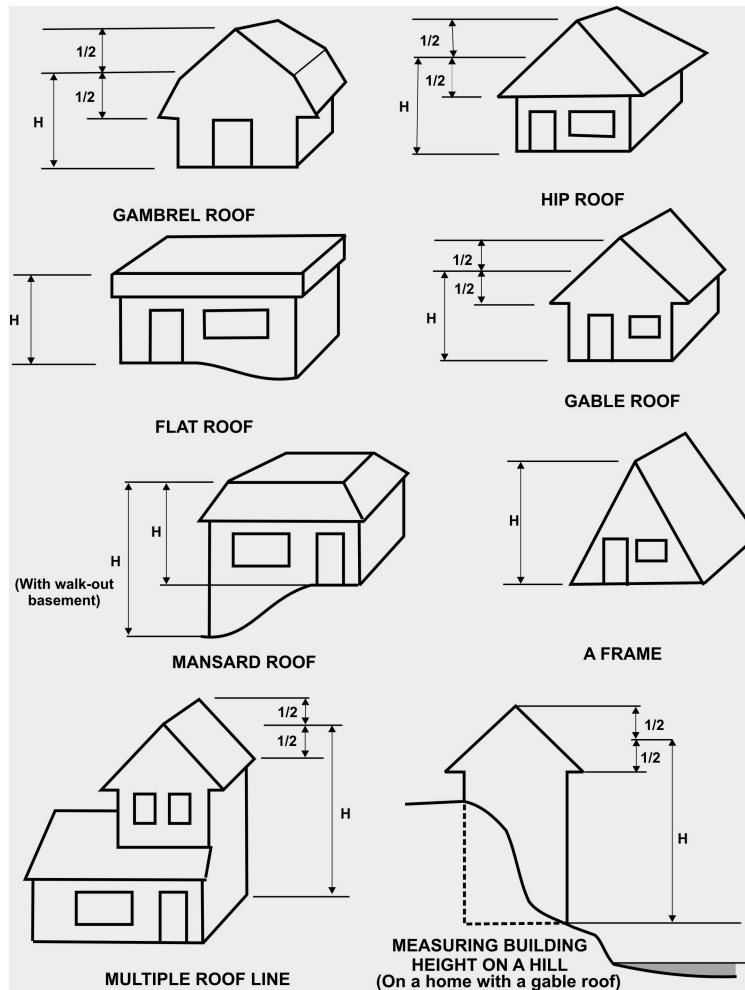 1/2
1/2
H
GAMBREL ROOF
1/2
1/2
H
HIP ROOF
H
FLAT ROOF
1/2
1/2
H
GABLE ROOF
H
H
(With walk-out
basement)
MANSARD ROOF
H
A FRAME
1/2
1/2
H
MULTIPLE ROOF LINE
1/2
1/2
H
MEASURING BUILDING
HEIGHT ON A HILL
(On a home with a gable roof)